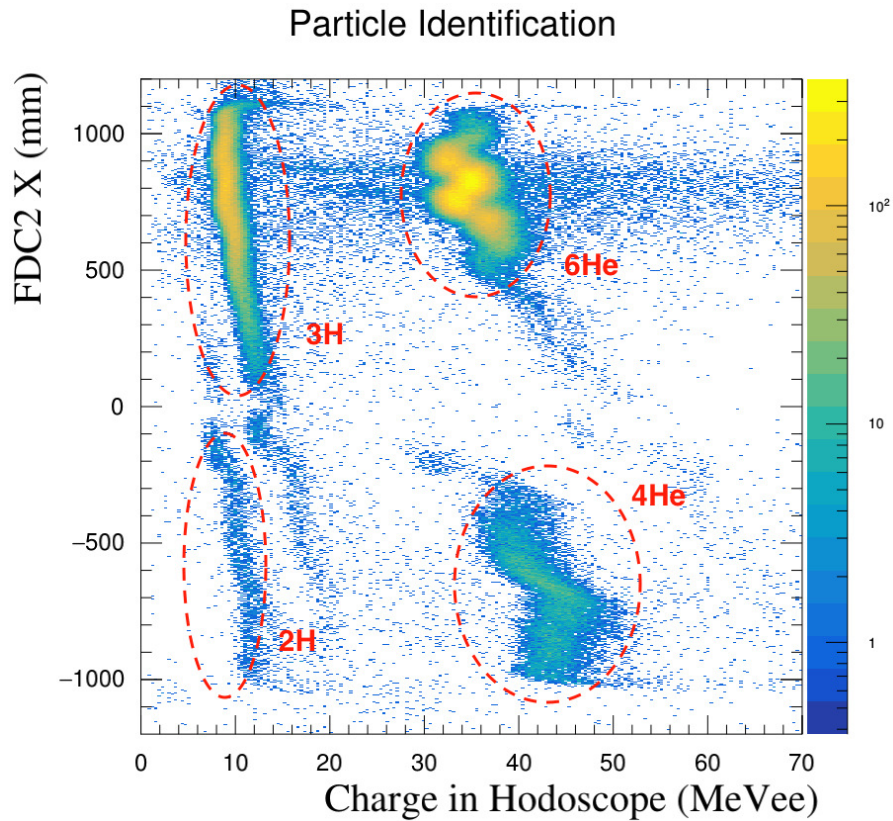 Particle Identification
FDC2 X (mm)
1000
500
0
−500
−1000
3H
6He
4He
2H
10²
10
1
0 10 20 30 40 50 60 70
Charge in Hodoscope (MeVee)